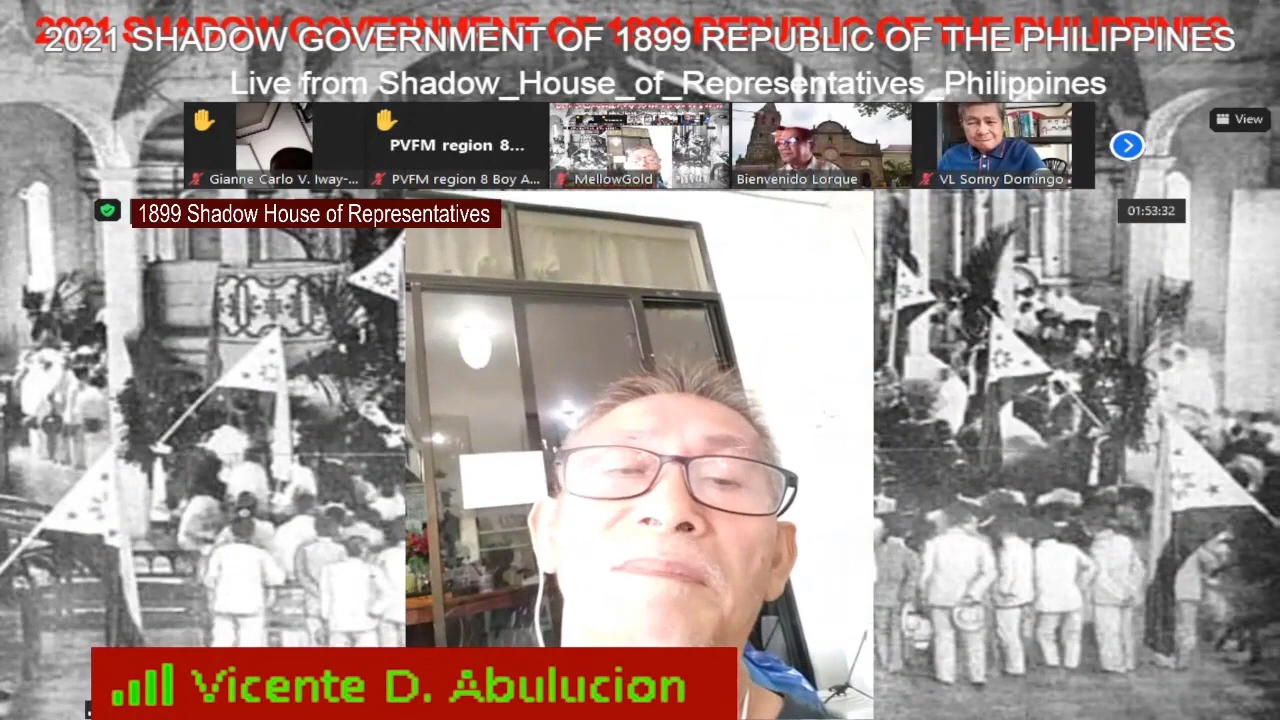 2021 SHADOW GOVERNMENT OF 1899 REPUBLIC OF THE PHILIPPINES
Live from Shadow_House_of_Representatives_Philippines
PVFM region 8...
View
Gianne Carlo V. Iway-...
PVFM region 8 Boy A...
MellowGold
Bienvenido Lorque
VL Sonny Domingo
1899 Shadow House of Representatives
01:53:32
Vicente D. Abulucion